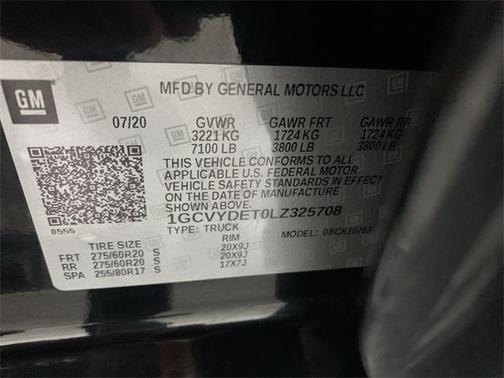 GM
MFD BY GENERAL MOTORS LLC
07/20 GVWR GAWR FRT GAWR RR
3221 KG 1724 KG 1724 KG
7100 LB 3800 LB 3800 LB
THIS VEHICLE CONFORMS TO ALL
APPLICABLE U.S. FEDERAL MOTOR
VEHICLE SAFETY STANDARDS IN EFFECT
ON THE DATE OF MANUFACTURE
SHOWN ABOVE.
1GCVYDET0LZ325708
8555 TYPE: TRUCK MODEL:
TIRE SIZE RIM
FRT 275/60R20 S 20X9J
RR 275/60R20 S 20X9J
SPA 255/80R17 S 17X7J